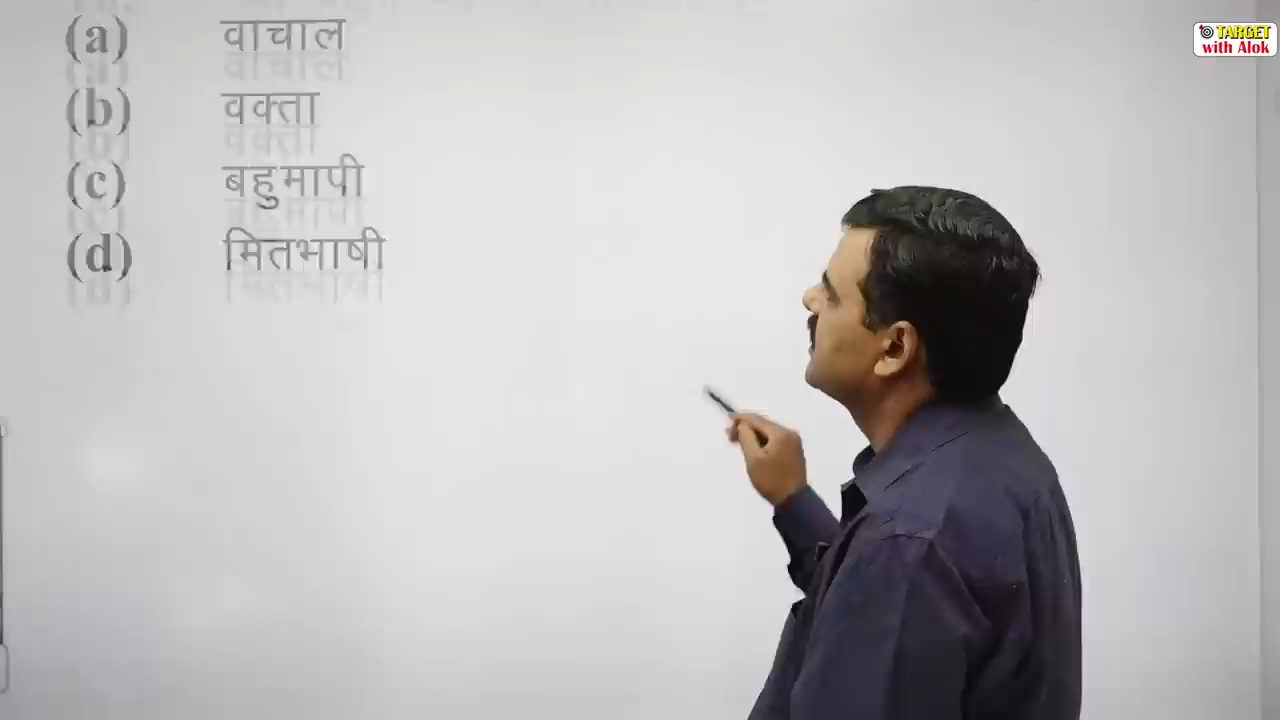 TARGET
with Alok
(a) वाचाल
(b) वक्ता
(c) बहुमापी
(d) मितभाषी